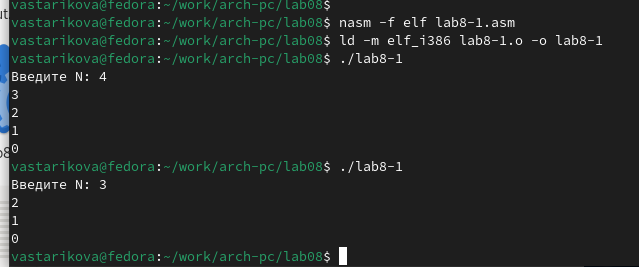 vastarikova@fedora:~/work/arch-pc/lab08$
vastarikova@fedora:~/work/arch-pc/lab08$ nasm -f elf lab8-1.asm
vastarikova@fedora:~/work/arch-pc/lab08$ ld -m elf_i386 lab8-1.o -o lab8-1
vastarikova@fedora:~/work/arch-pc/lab08$ ./lab8-1
Введите N: 4
3
2
1
0
vastarikova@fedora:~/work/arch-pc/lab08$ ./lab8-1
Введите N: 3
2
1
0
vastarikova@fedora:~/work/arch-pc/lab08$